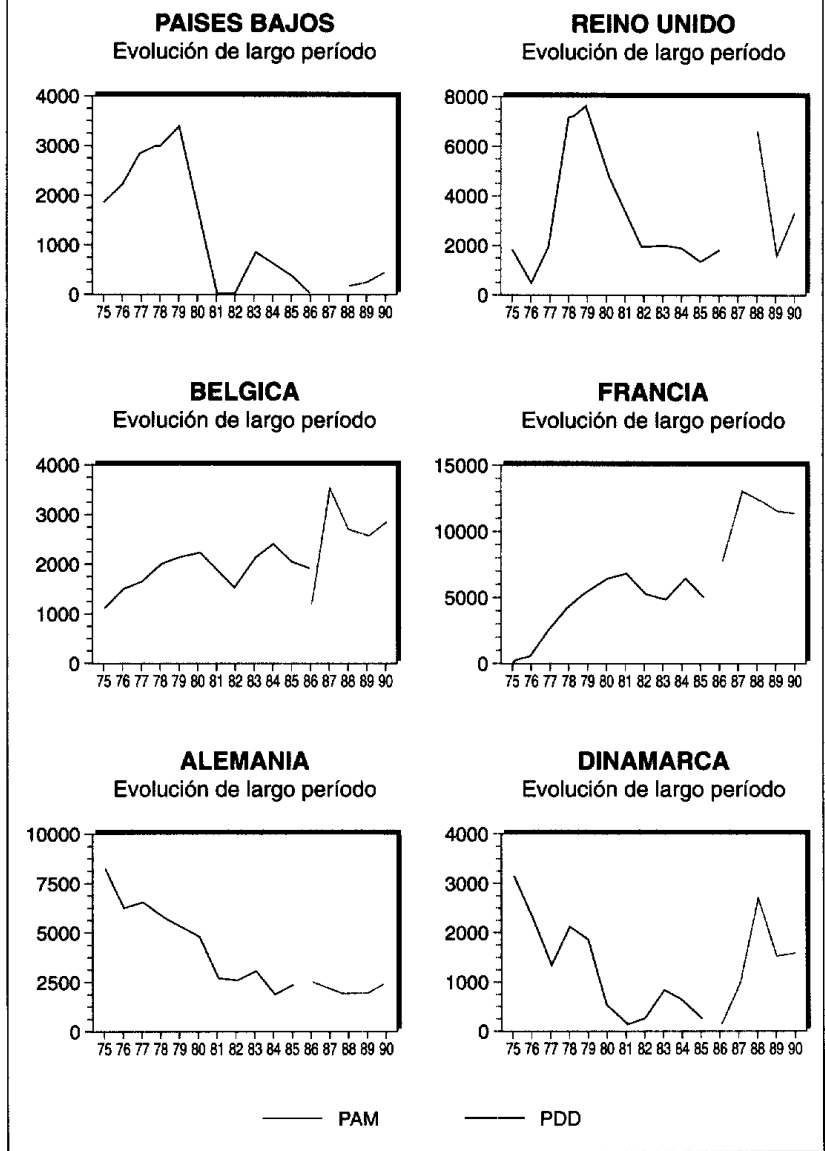 PAISES BAJOS
Evolución de largo período
4000
3000
2000
1000
0
75 76 77 78 79 80 81 82 83 84 85 86 88 89 90
REINO UNIDO
Evolución de largo período
8000
6000
4000
2000
0
75 76 77 78 79 80 81 82 83 84 85 86 88 89 90
BELGICA
Evolución de largo período
4000
3000
2000
1000
0
75 76 77 78 79 80 81 82 83 84 85 86 87 88 89 90
FRANCIA
Evolución de largo período
15000
10000
5000
0
75 76 77 78 79 80 81 82 83 84 85 86 87 88 89 90
ALEMANIA
Evolución de largo período
10000
7500
5000
2500
0
75 76 77 78 79 80 81 82 83 84 85 86 87 88 89 90
DINAMARCA
Evolución de largo período
4000
3000
2000
1000
0
75 76 77 78 79 80 81 82 83 84 85 86 87 88 89 90
PAM
PDD